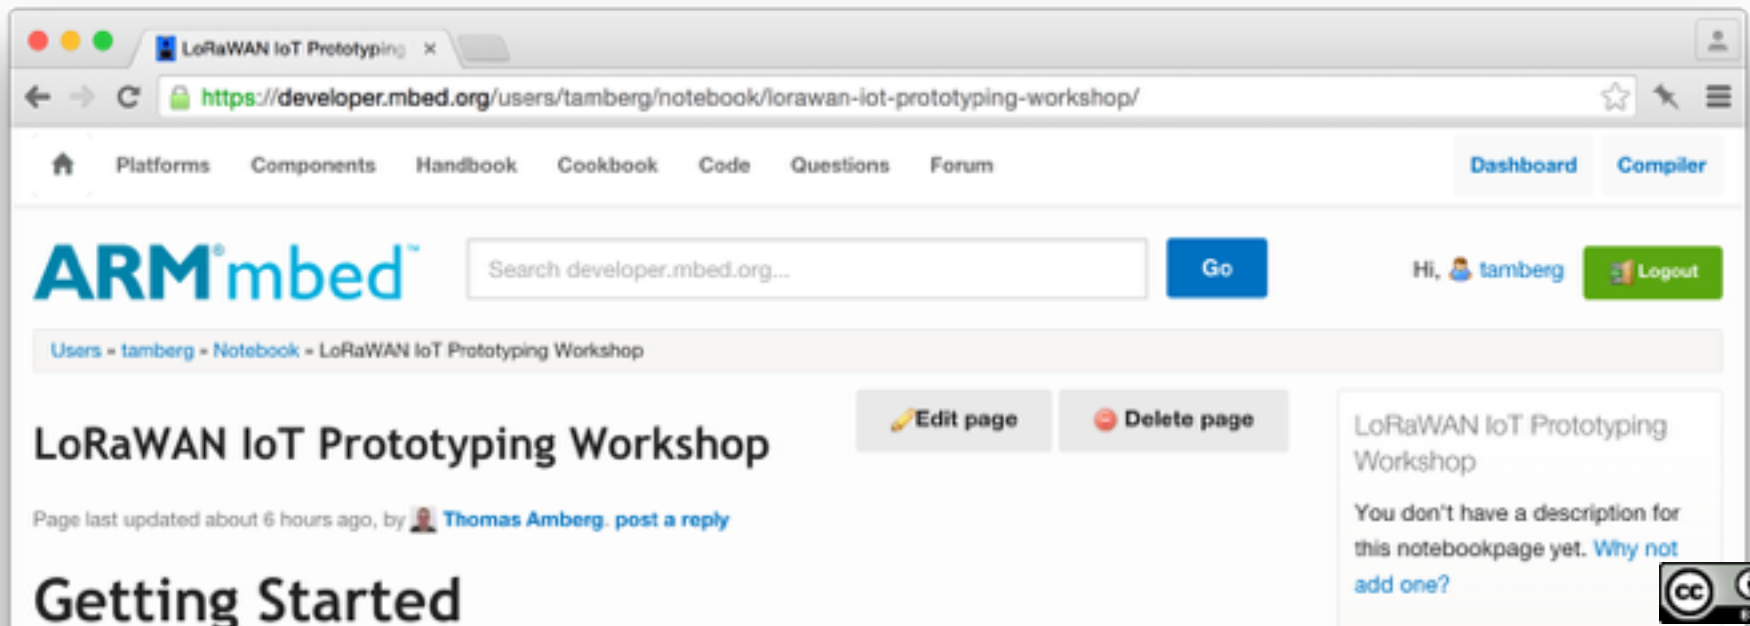 LoRaWAN IoT Prototyping
https://developer.mbed.org/users/tamberg/notebook/lorawan-iot-prototyping-workshop/
Platforms Components Handbook Cookbook Code Questions Forum Dashboard Compiler
ARM®mbed™ Search developer.mbed.org... Go Hi, tamberg Logout
Users » tamberg » Notebook » LoRaWAN IoT Prototyping Workshop
Edit page Delete page
LoRaWAN IoT Prototyping Workshop
Page last updated about 6 hours ago, by Thomas Amberg. post a reply
Getting Started
LoRaWAN IoT Prototyping
Workshop
You don't have a description for
this notebookpage yet. Why not
add one?
cc